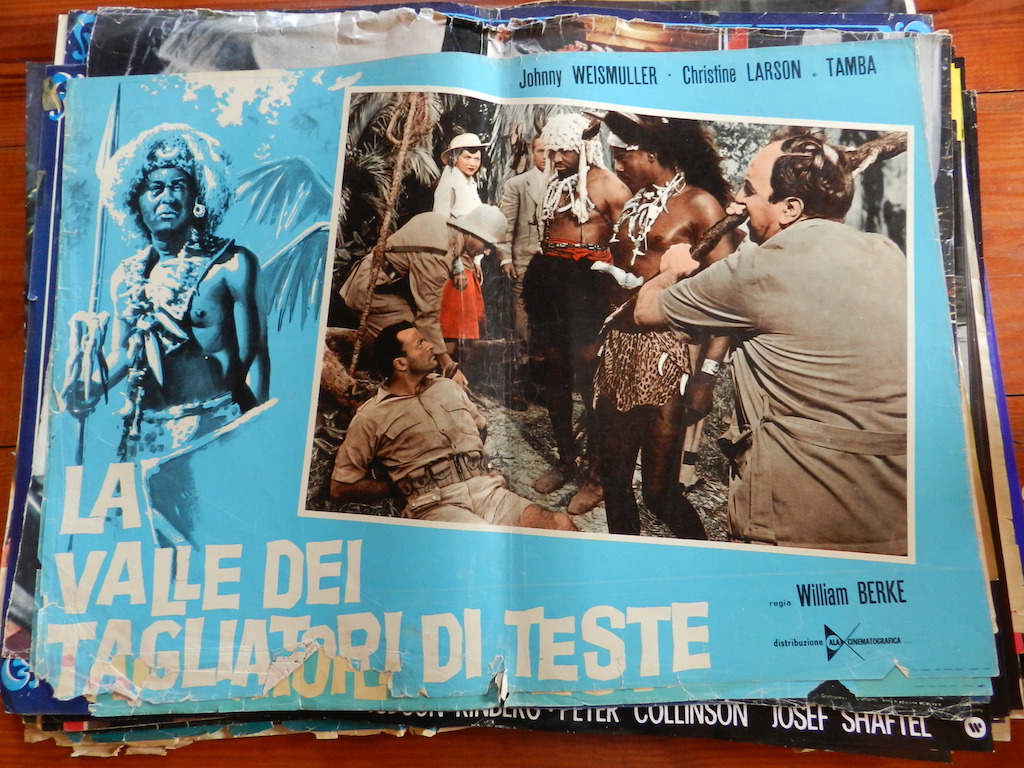 Johnny WEISMULLER · Christine LARSON . TAMBA
LA
VALLE DEI
TAGLIATORI DI TESTE
regia William BERKE
distribuzione ALA CINEMATOGRAFICA
PETER COLLINSON JOSEF SHAFTEL